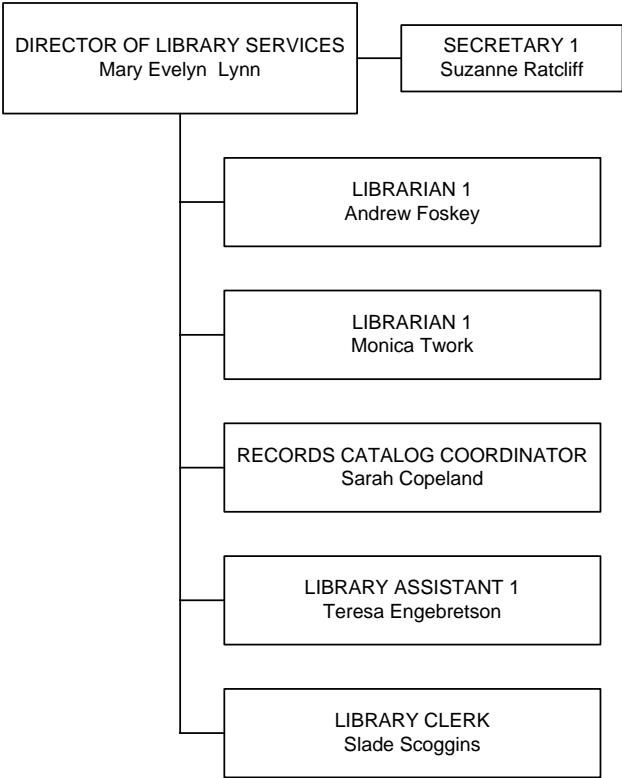 DIRECTOR OF LIBRARY SERVICES
Mary Evelyn Lynn
SECRETARY 1
Suzanne Ratcliff
LIBRARIAN 1
Andrew Foskey
LIBRARIAN 1
Monica Twork
RECORDS CATALOG COORDINATOR
Sarah Copeland
LIBRARY ASSISTANT 1
Teresa Engebretson
LIBRARY CLERK
Slade Scoggins